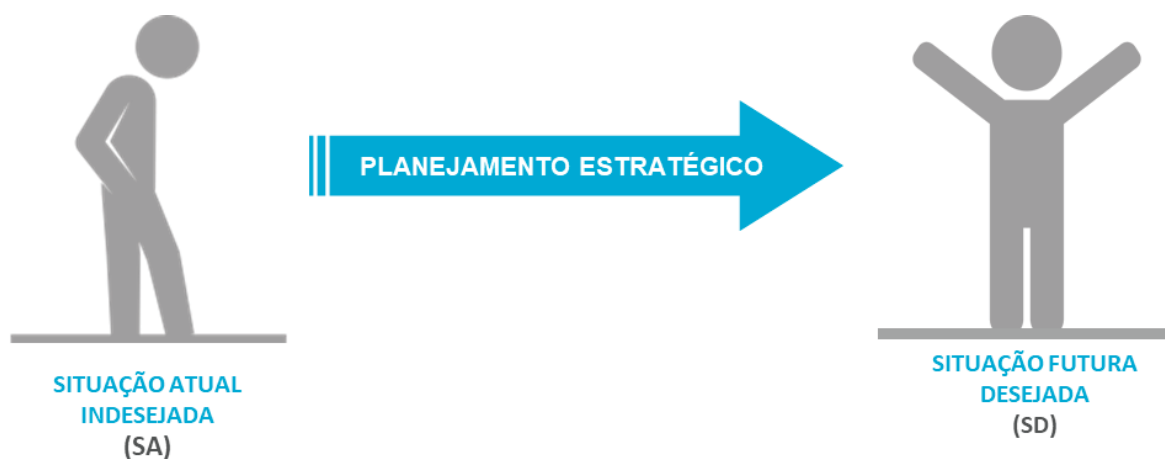 PLANEJAMENTO ESTRATÉGICO
SITUAÇÃO ATUAL
INDESEJADA
(SA)
SITUAÇÃO FUTURA
DESEJADA
(SD)